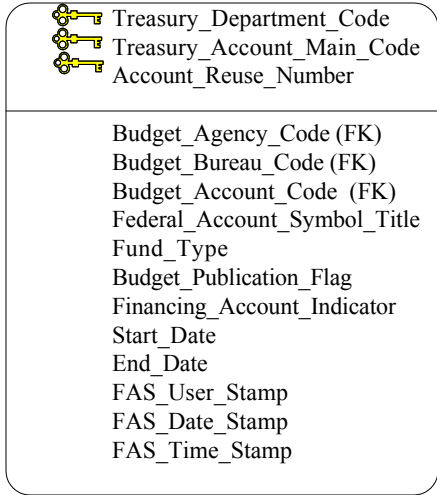 Treasury_Department_Code
Treasury_Account_Main_Code
Account_Reuse_Number
Budget_Agency_Code (FK)
Budget_Bureau_Code (FK)
Budget_Account_Code (FK)
Federal_Account_Symbol_Title
Fund_Type
Budget_Publication_Flag
Financing_Account_Indicator
Start_Date
End_Date
FAS_User_Stamp
FAS_Date_Stamp
FAS_Time_Stamp